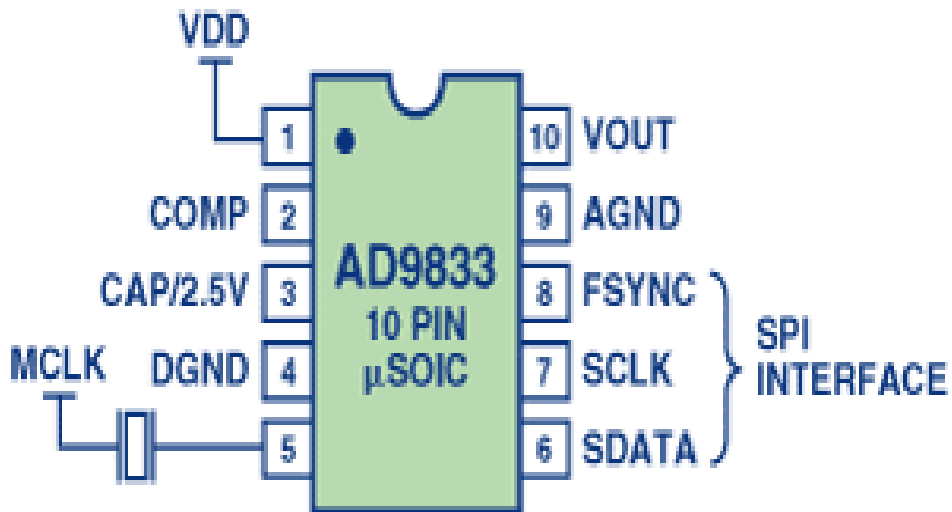 VDD
1
10 VOUT
COMP 2
9 AGND
CAP/2.5V 3
8 FSYNC
MCLK
DGND 4
7 SCLK
5
6 SDATA
AD9833
10 PIN
µSOIC
SPI
INTERFACE